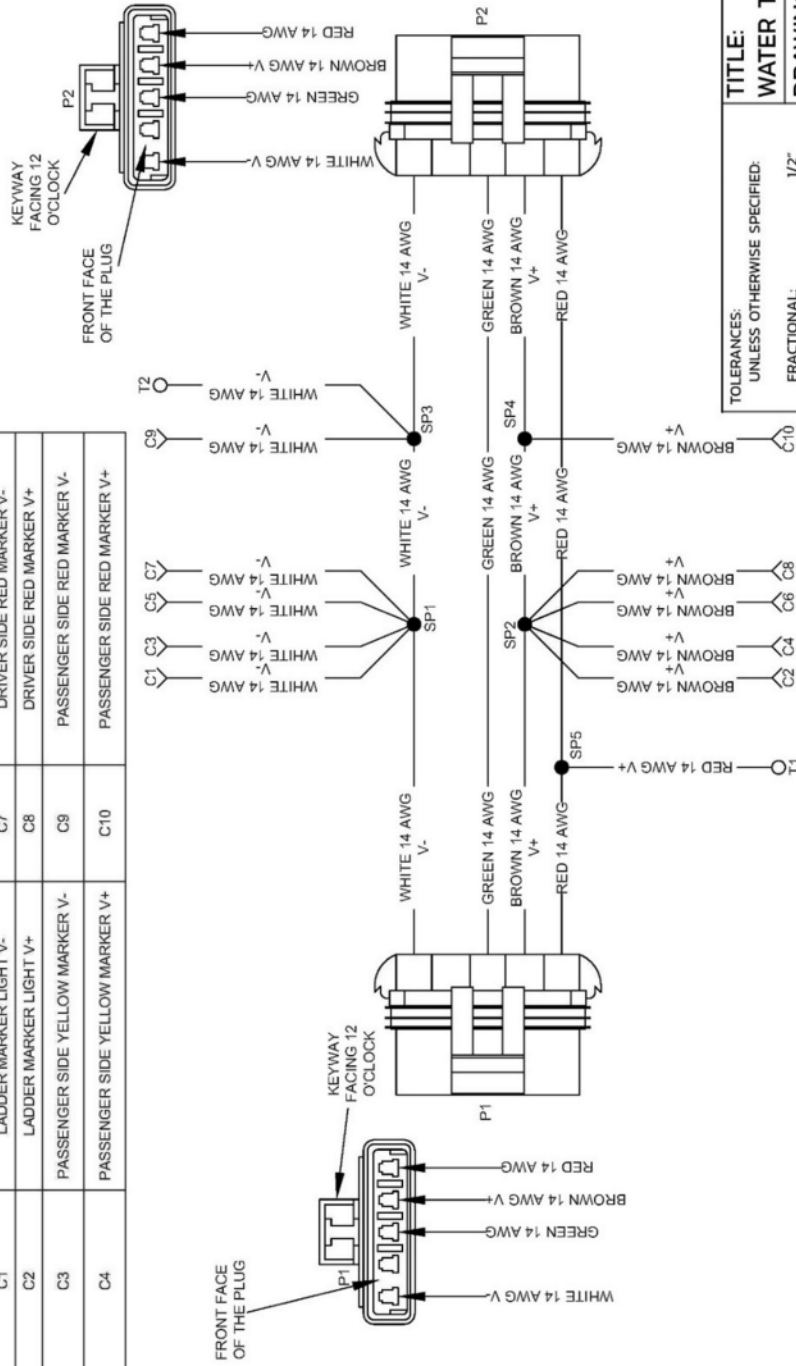 C1
LADDER MARKER LIGHT V-
C7
DRIVER SIDE RED MARKER V-
C2
LADDER MARKER LIGHT V+
C8
DRIVER SIDE RED MARKER V+
C3
PASSENGER SIDE YELLOW MARKER V-
C9
PASSENGER SIDE RED MARKER V-
C4
PASSENGER SIDE YELLOW MARKER V+
C10
PASSENGER SIDE RED MARKER V+
KEYWAY
FACING 12
O'CLOCK
P2
FRONT FACE
OF THE PLUG
RED 14 AWG
BROWN 14 AWG V+
GREEN 14 AWG
WHITE 14 AWG V-
FRONT FACE
OF THE PLUG
KEYWAY
FACING 12
O'CLOCK
P1
WHITE 14 AWG V-
GREEN 14 AWG
BROWN 14 AWG V+
RED 14 AWG
P1
P2
C1
C3
C5
C7
C9
T2
WHITE 14 AWG
V-
WHITE 14 AWG
V-
WHITE 14 AWG
V-
WHITE 14 AWG
V-
WHITE 14 AWG
V-
WHITE 14 AWG
V-
WHITE 14 AWG
V-
SP1
WHITE 14 AWG
V-
SP3
WHITE 14 AWG
V-
GREEN 14 AWG
GREEN 14 AWG
GREEN 14 AWG
BROWN 14 AWG
V+
SP2
BROWN 14 AWG
V+
SP4
BROWN 14 AWG
V+
RED 14 AWG
SP5
RED 14 AWG
RED 14 AWG
RED 14 AWG V+
BROWN 14 AWG
V+
BROWN 14 AWG
V+
BROWN 14 AWG
V+
BROWN 14 AWG
V+
BROWN 14 AWG
V+
T1
C2
C4
C6
C8
C10
TOLERANCES:
UNLESS OTHERWISE SPECIFIED:
FRACTIONAL:
1/2"
TITLE:
WATER